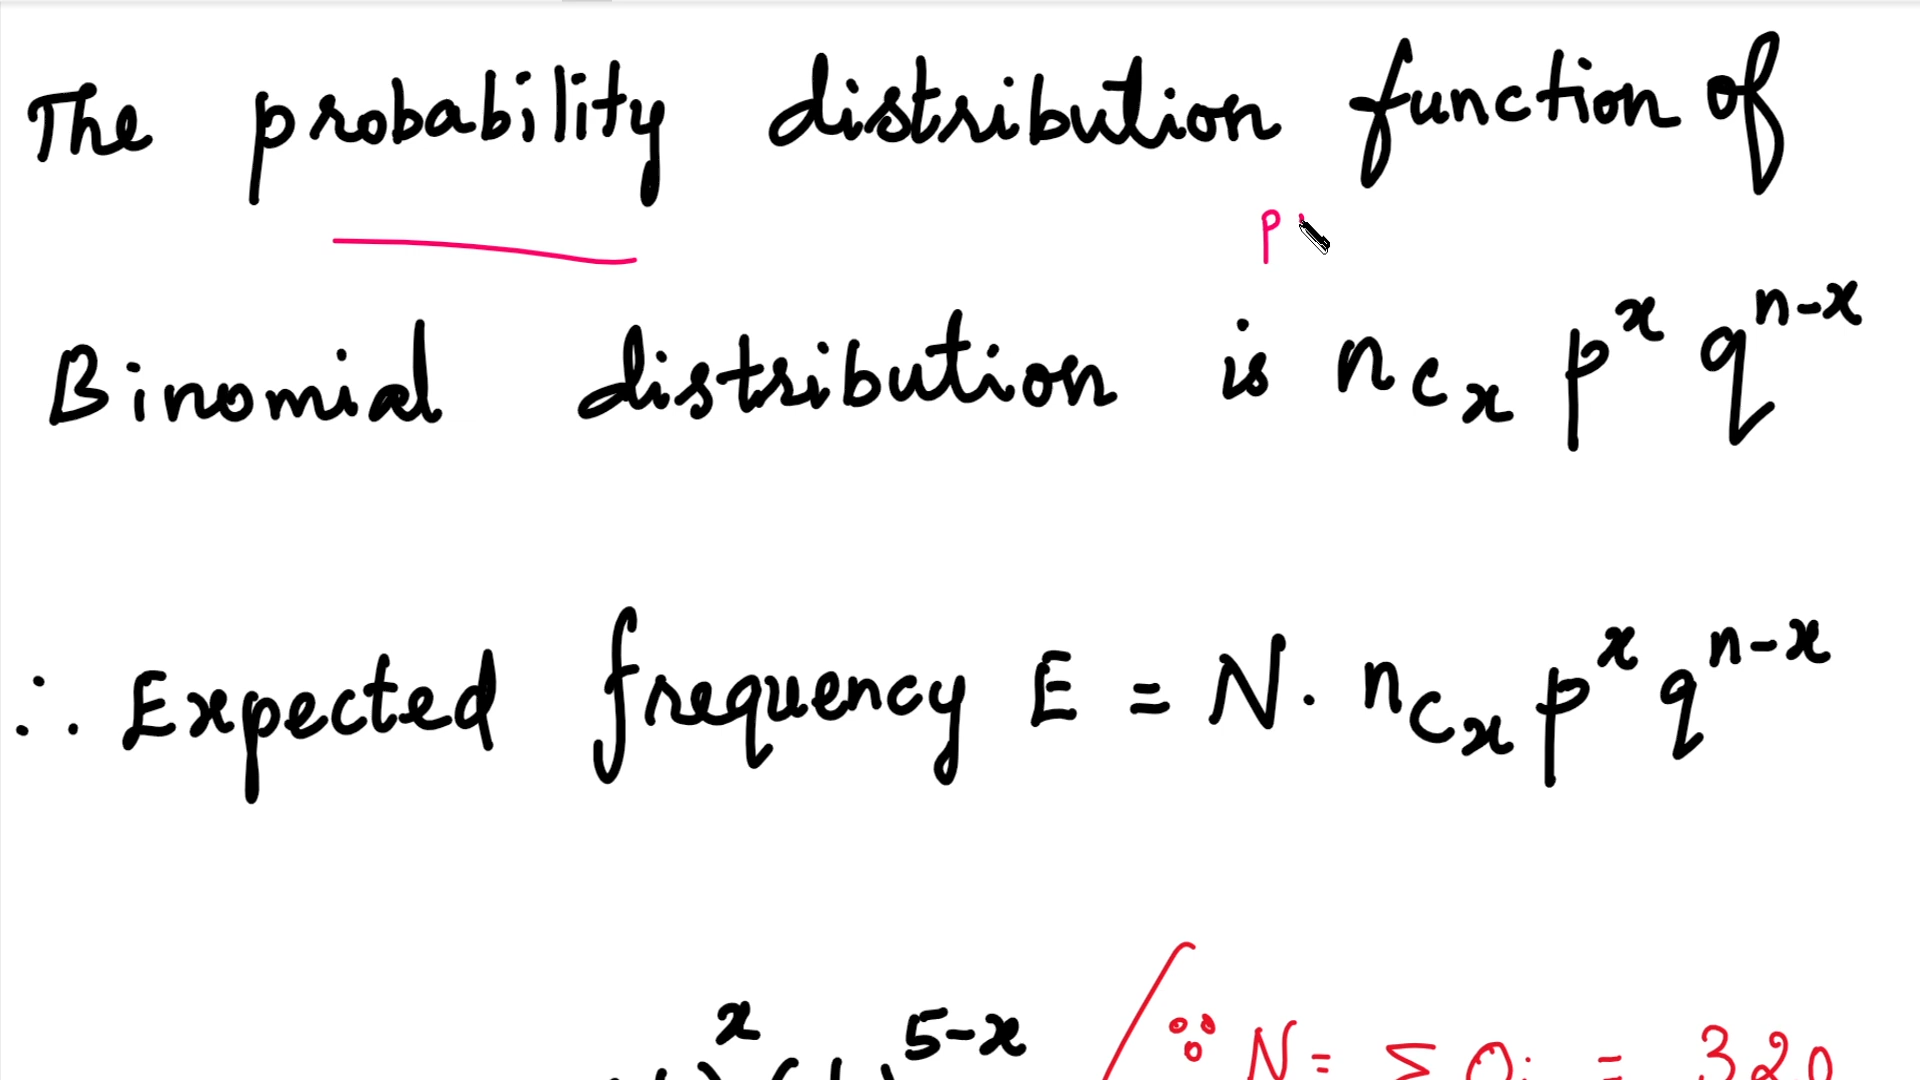 The probability distribution function of
P
Binomial distribution is nCx p^x q^n-x
∴ Expected frequency E = N. nCx p^x q^n-x
x 5-x
∵ N = Σ Oi = 320